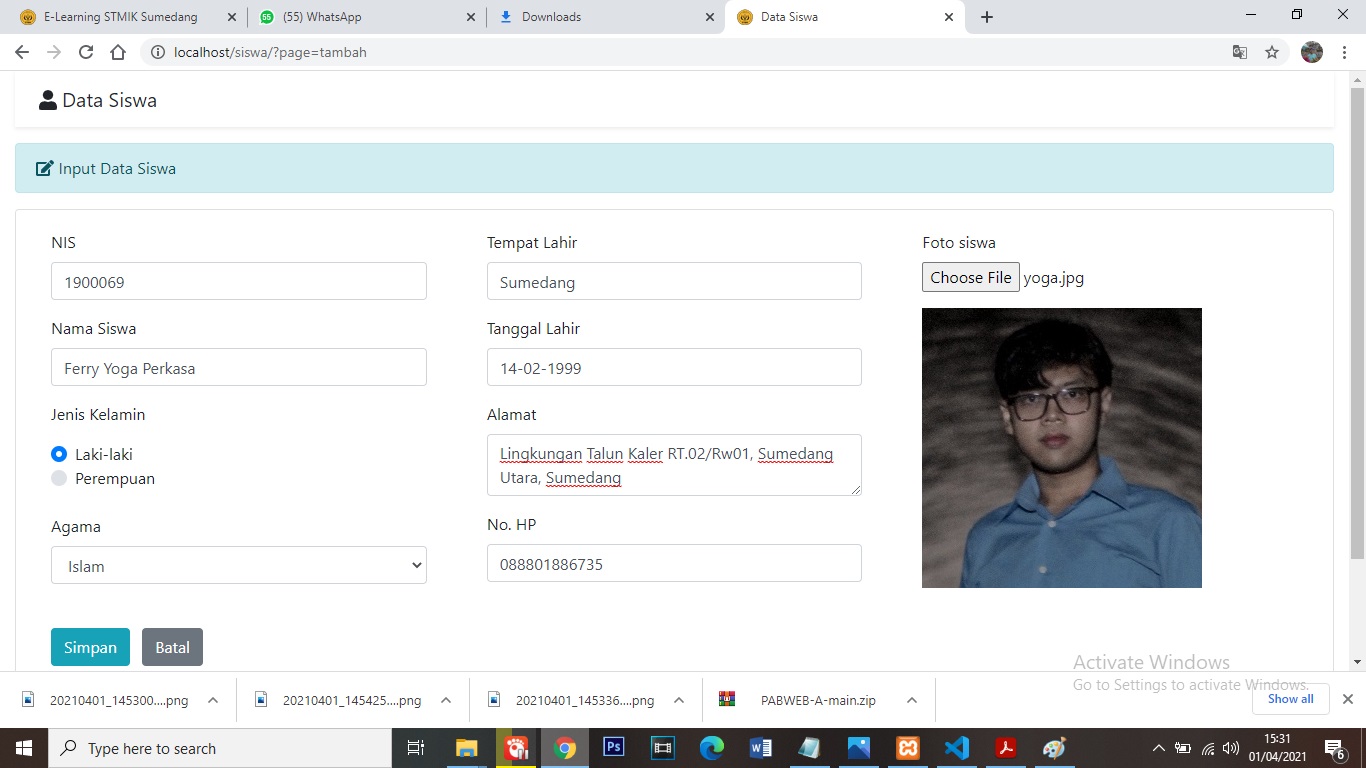 E-Learning STMIK Sumedang
(55) WhatsApp
Downloads
Data Siswa
localhost/siswa/?page=tambah
Data Siswa
Input Data Siswa
NIS
1900069
Nama Siswa
Ferry Yoga Perkasa
Jenis Kelamin
Laki-laki
Perempuan
Agama
Islam
Tempat Lahir
Sumedang
Tanggal Lahir
14-02-1999
Alamat
Lingkungan Talun Kaler RT.02/Rw01, Sumedang
Utara, Sumedang
No. HP
088801886735
Foto siswa
Choose File yoga.jpg
Simpan Batal
Activate Windows
Go to Settings to activate Windows.
20210401_145300....png
20210401_145425....png
20210401_145336....png
PABWEB-A-main.zip
Show all
Type here to search
Ps
15:31
01/04/2021
6